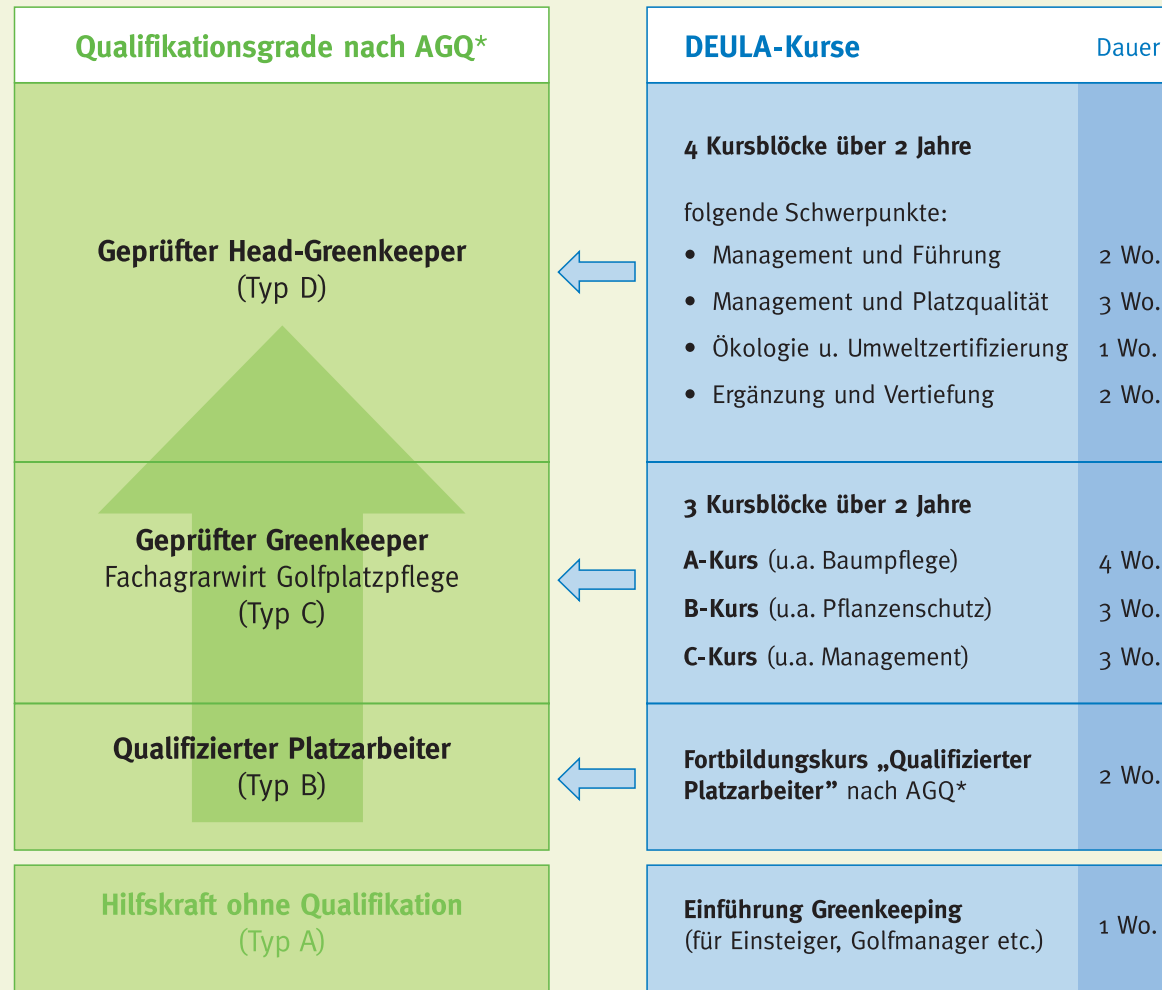 Qualifikationsgrade nach AGQ*
Geprüfter Head-Greenkeeper
(Typ D)
Geprüfter Greenkeeper
Fachagrarwirt Golfplatzpflege
(Typ C)
Qualifizierter Platzarbeiter
(Typ B)
Hilfskraft ohne Qualifikation
(Typ A)
DEULA-Kurse Dauer
4 Kursblöcke über 2 Jahre
folgende Schwerpunkte:
• Management und Führung 2 Wo.
• Management und Platzqualität 3 Wo.
• Ökologie u. Umweltzertifizierung 1 Wo.
• Ergänzung und Vertiefung 2 Wo.
3 Kursblöcke über 2 Jahre
A-Kurs (u.a. Baumpflege) 4 Wo.
B-Kurs (u.a. Pflanzenschutz) 3 Wo.
C-Kurs (u.a. Management) 3 Wo.
Fortbildungskurs „Qualifizierter
Platzarbeiter” nach AGQ* 2 Wo.
Einführung Greenkeeping
(für Einsteiger, Golfmanager etc.) 1 Wo.